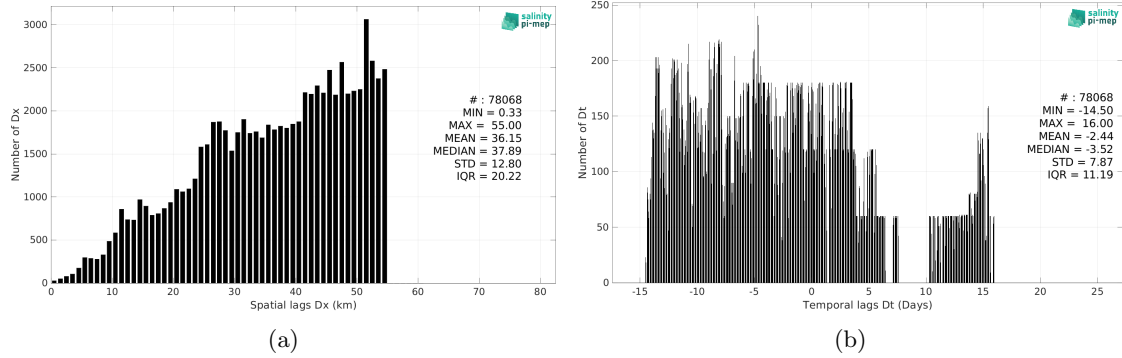 salinity
pi-mep
Number of Dx
3000
2500
2000
1500
1000
500
0
# : 78068
MIN = 0.33
MAX = 55.00
MEAN = 36.15
MEDIAN = 37.89
STD = 12.80
IQR = 20.22
0 10 20 30 40 50 60 70 80
Spatial lags Dx (km)
(a)
salinity
pi-mep
Number of Dt
250
200
150
100
50
0
# : 78068
MIN = -14.50
MAX = 16.00
MEAN = -2.44
MEDIAN = -3.52
STD = 7.87
IQR = 11.19
-15 -10 -5 0 5 10 15 20 25
Temporal lags Dt (Days)
(b)